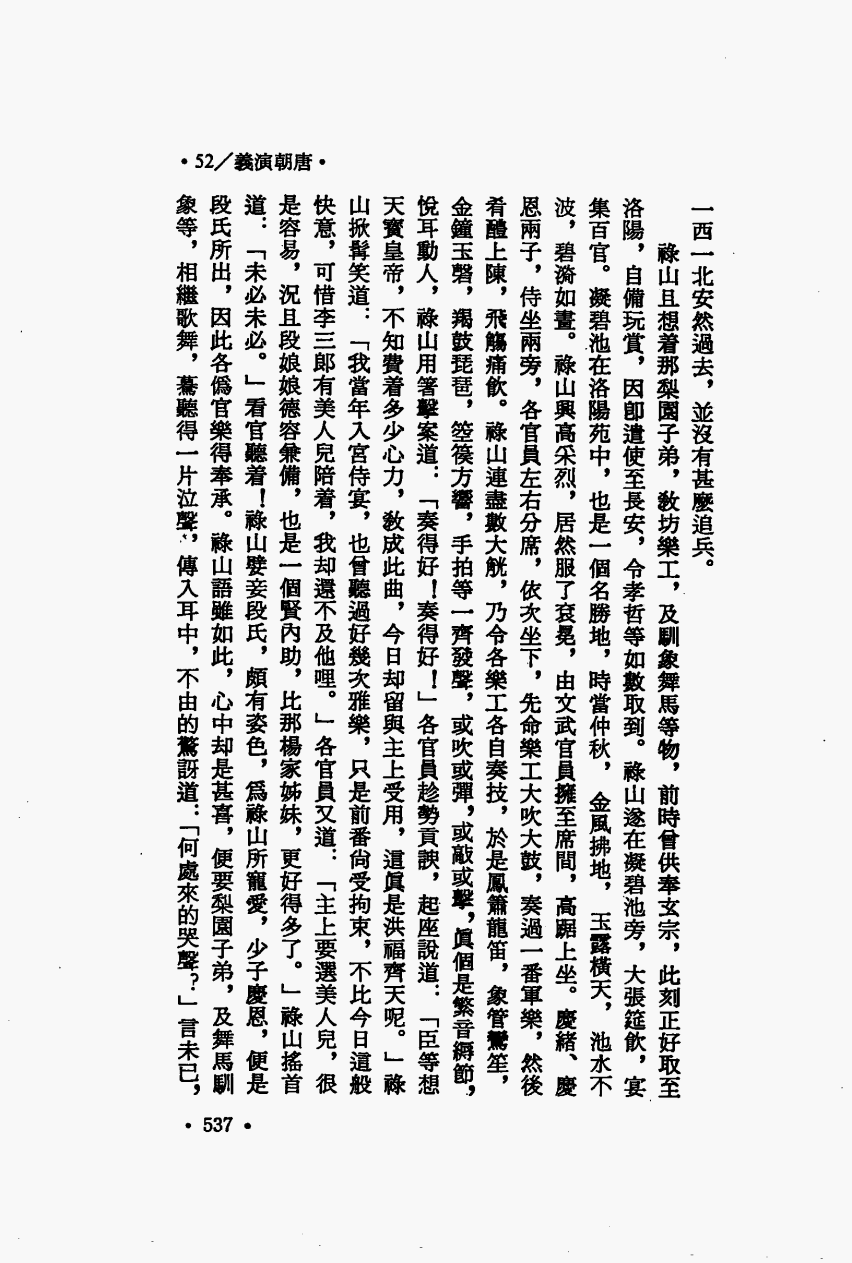 •52／義演朝唐•
一西一北安然過去，並沒有甚麼追兵。
祿山且想着那梨園子弟，教坊樂工，及馴象舞馬等物，前時曾供奉玄宗，此刻正好取至
洛陽，自備玩賞，因卽遣使至長安，令孝哲等如數取到。祿山遂在凝碧池旁，大張筵飲，宴
集百官。凝碧池在洛陽苑中，也是一個名勝地，時當仲秋，金風拂地，玉露橫天，池水不
波，碧漪如畫。祿山興高采烈，居然服了袞冕，由文武官員擁至席間，高踞上坐。慶緒、慶
恩兩子，侍坐兩旁，各官員左右分席，依次坐下，先命樂工大吹大鼓，奏過一番軍樂，然後
肴醴上陳，飛觴痛飲。祿山連盡數大觥，乃令各樂工各自奏技，於是鳳簫龍笛，象管鸞笙，
金鐘玉磬，羯鼓琵琶，箜篌方響，手拍等一齊發聲，或吹或彈，或敲或擊，眞個是繁音縟節，
悅耳動人，祿山用箸擊案道：「奏得好！奏得好！」各官員趁勢貢諛，起座說道：「臣等想
天寶皇帝，不知費着多少心力，教成此曲，今日却留與主上受用，這眞是洪福齊天呢。」祿
山掀髯笑道：「我當年入宮侍宴，也曾聽過好幾次雅樂，只是前番尙受拘束，不比今日這般
快意，可惜李三郎有美人兒陪着，我却還不及他哩。」各官員又道：「主上要選美人兒，很
是容易，況且段娘娘德容兼備，也是一個賢內助，比那楊家姊妹，更好得多了。」祿山搖首
道：「未必未必。」看官聽着！祿山嬖妾段氏，頗有姿色，爲祿山所寵愛，少子慶恩，便是
段氏所出，因此各僞官樂得奉承。祿山語雖如此，心中却是甚喜，便要梨園子弟，及舞馬馴
象等，相繼歌舞，驀聽得一片泣聲，傳入耳中，不由的驚訝道：「何處來的哭聲？」言未已，
•537•